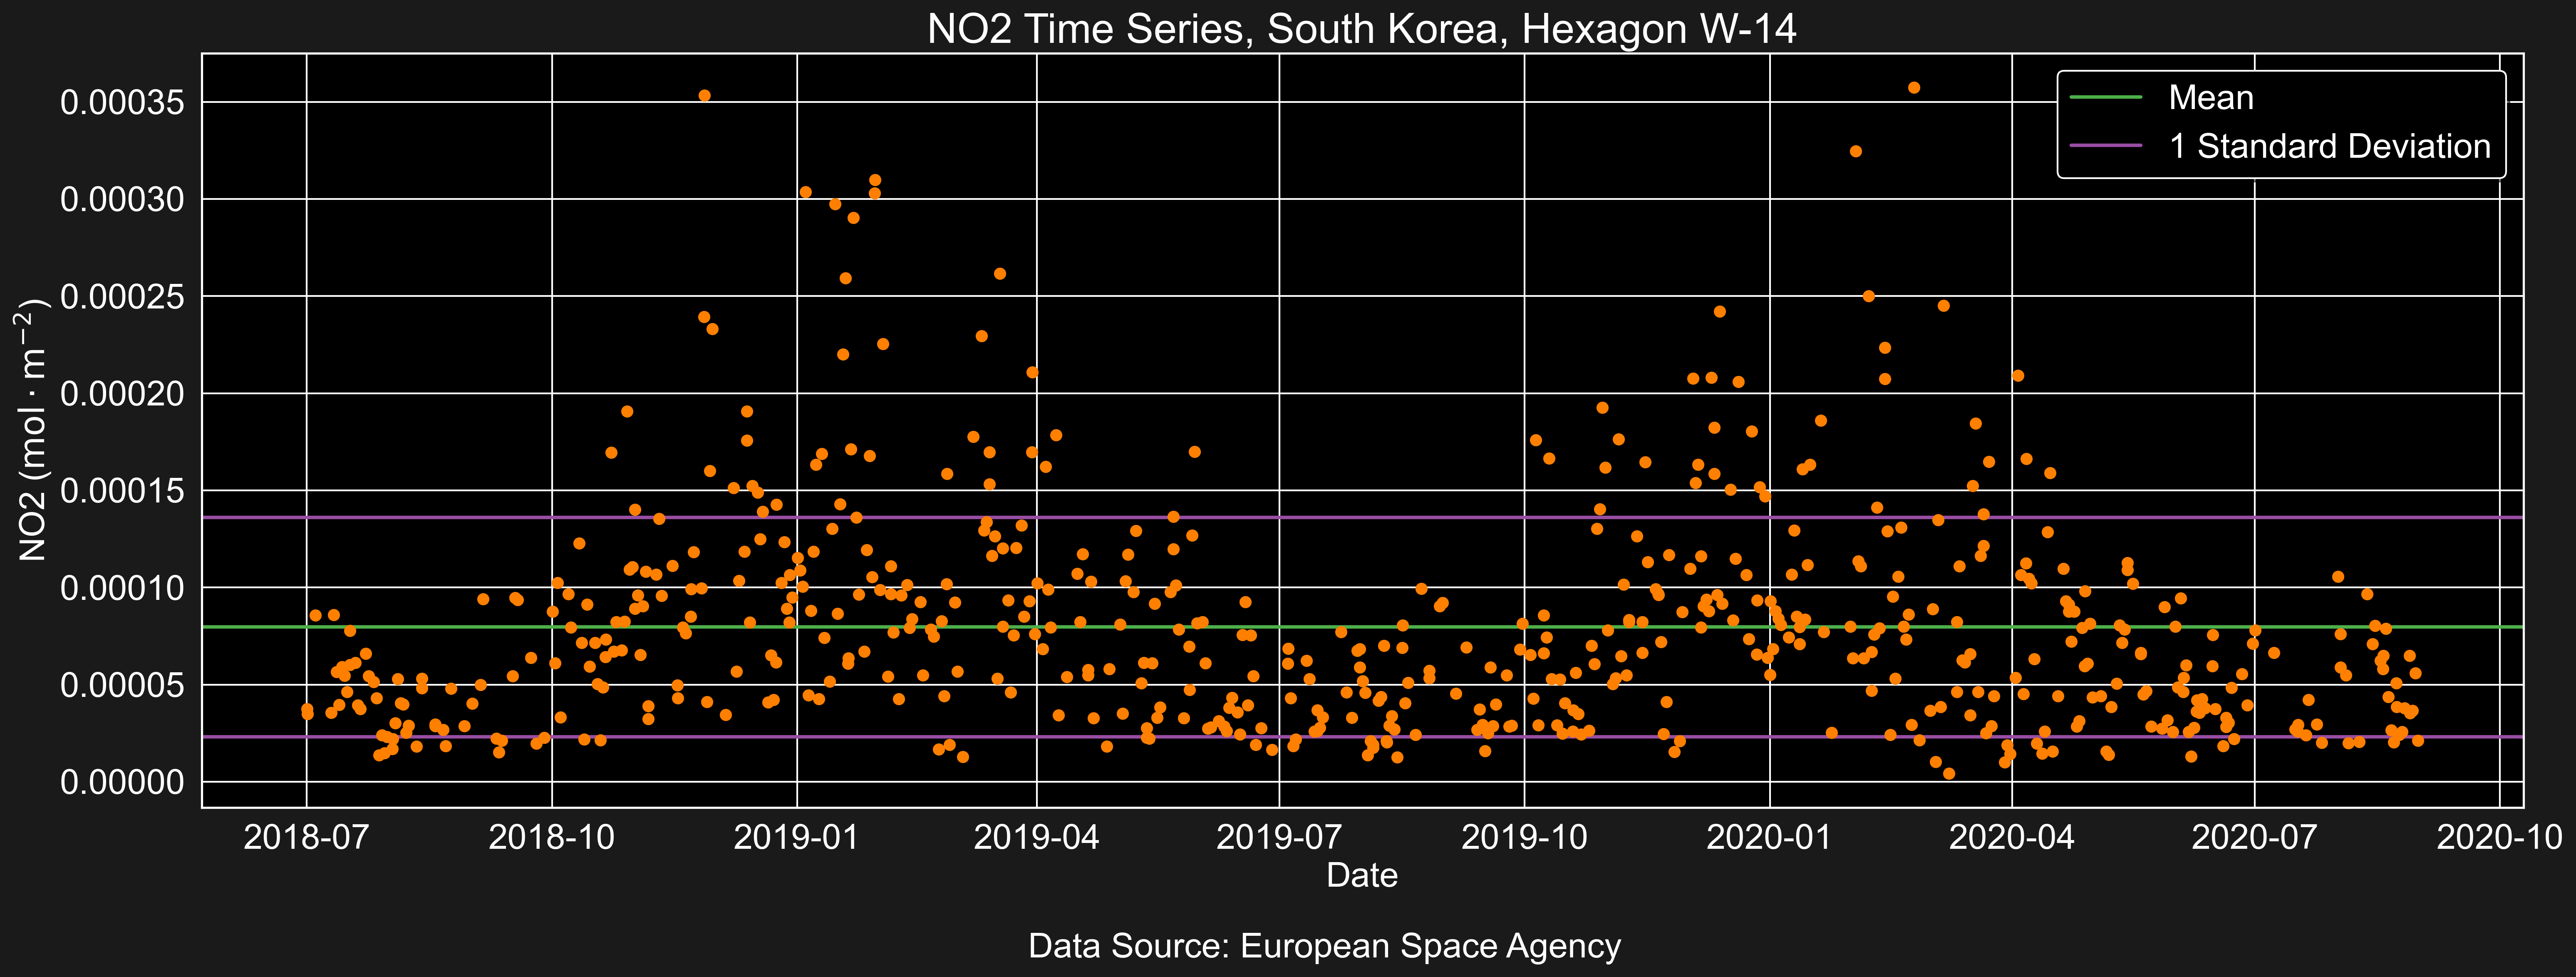 NO2 Time Series, South Korea, Hexagon W-14
Mean
1 Standard Deviation
NO2 (mol · m⁻²)
0.00035
0.00030
0.00025
0.00020
0.00015
0.00010
0.00005
0.00000
2018-07 2018-10 2019-01 2019-04 2019-07 2019-10 2020-01 2020-04 2020-07 2020-10
Date
Data Source: European Space Agency